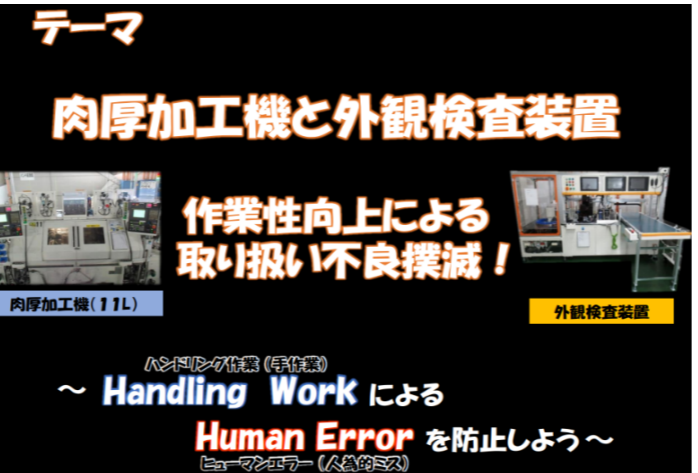 テーマ
肉厚加工機と外観検査装置
作業性向上による
取り扱い不良撲滅！
肉厚加工機(11L)
外観検査装置
ハンドリング作業（手作業）
～ Handling Work による
Human Error を防止しよう～
ヒューマンエラー（人為的ミス）